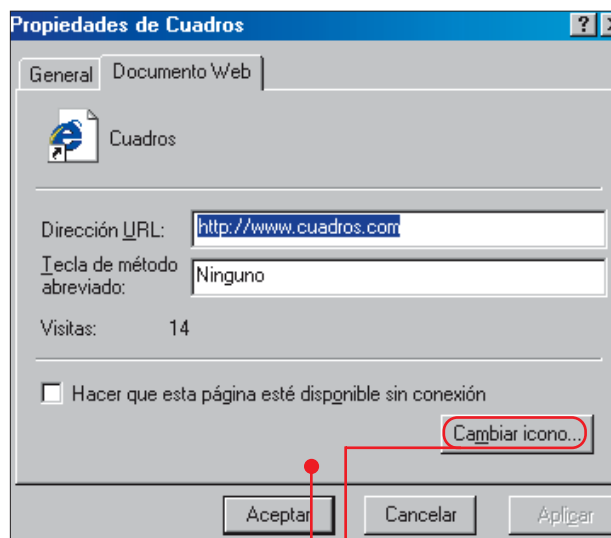 Propiedades de Cuadros
General Documento Web
Cuadros
Dirección URL: http://www.cuadros.com
Tecla de método abreviado: Ninguno
Visitas: 14
Hacer que esta página esté disponible sin conexión
Cambiar icono...
Aceptar Cancelar Aplicar